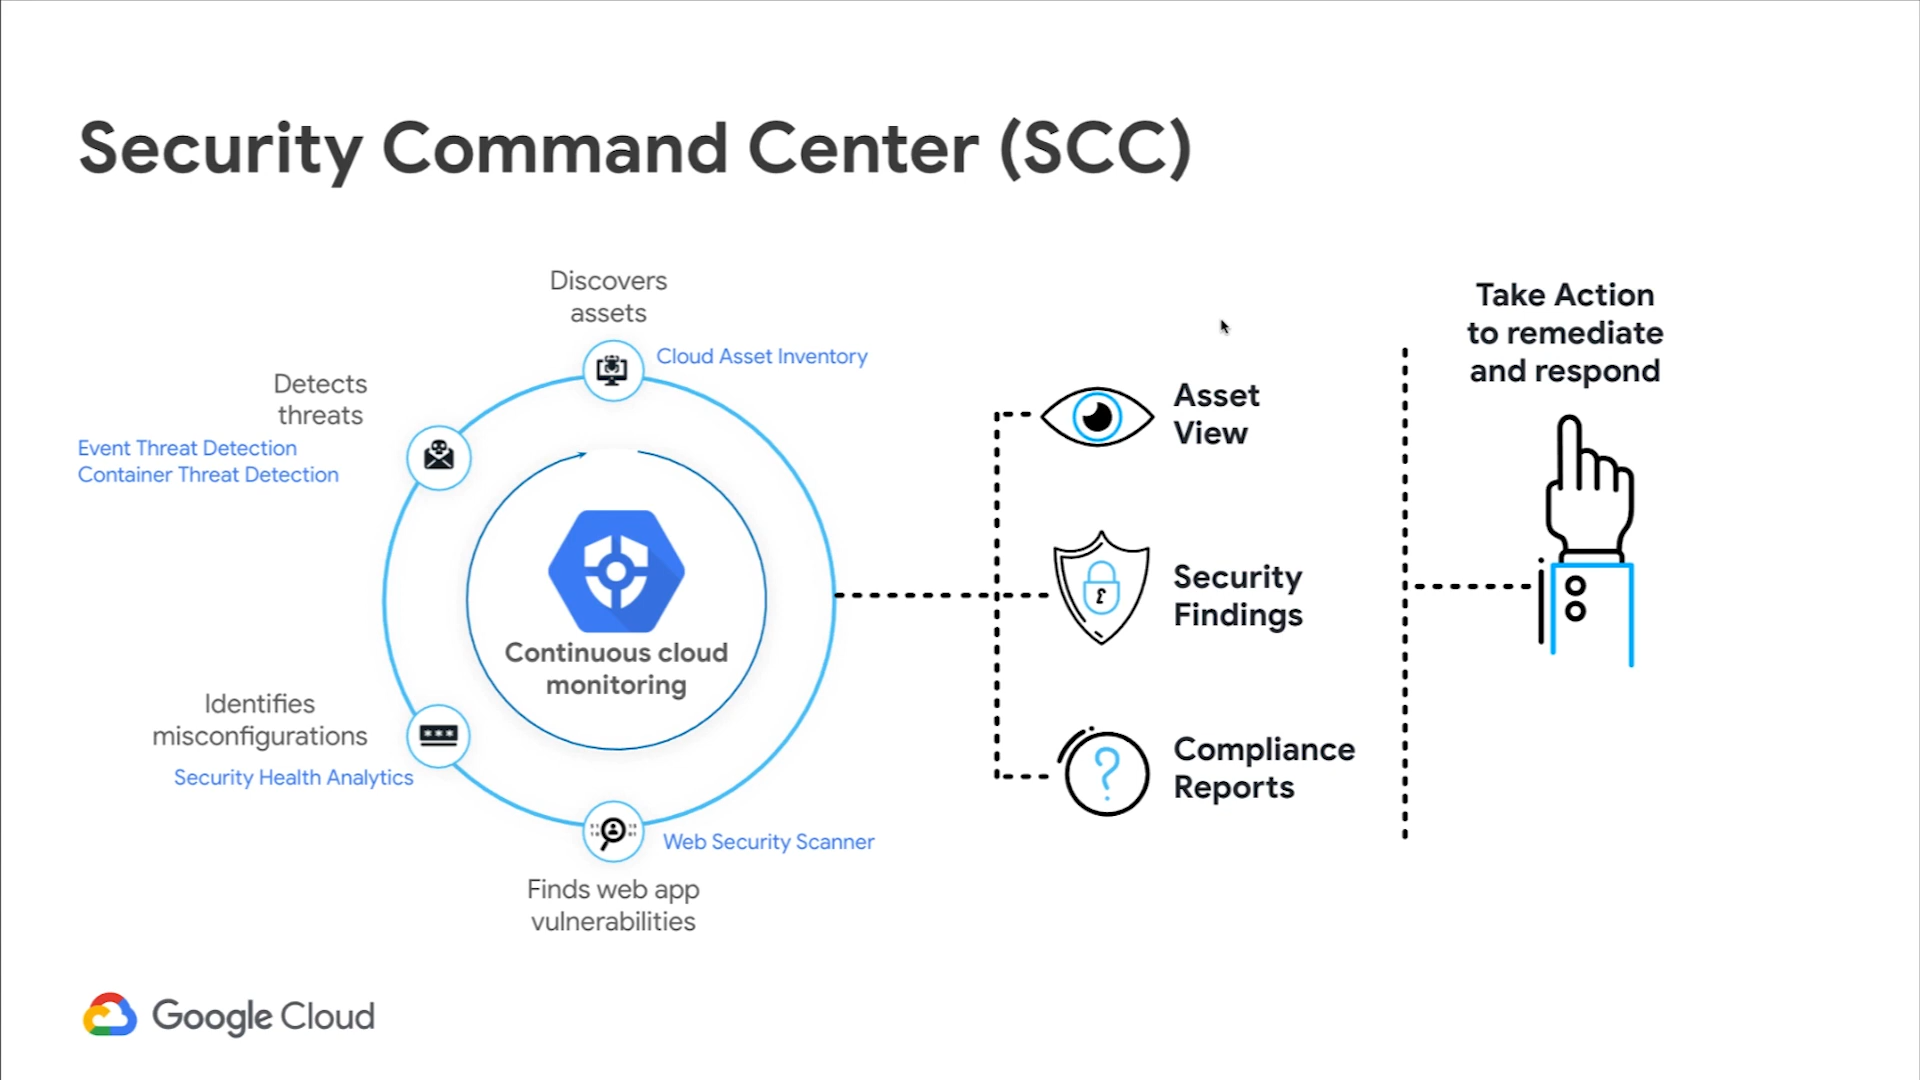 Security Command Center (SCC)
Discovers
assets
Cloud Asset Inventory
Detects
threats
Event Threat Detection
Container Threat Detection
Continuous cloud
monitoring
Identifies
misconfigurations
Security Health Analytics
Web Security Scanner
Finds web app
vulnerabilities
Asset
View
Security
Findings
?
Compliance
Reports
Take Action
to remediate
and respond
Google Cloud